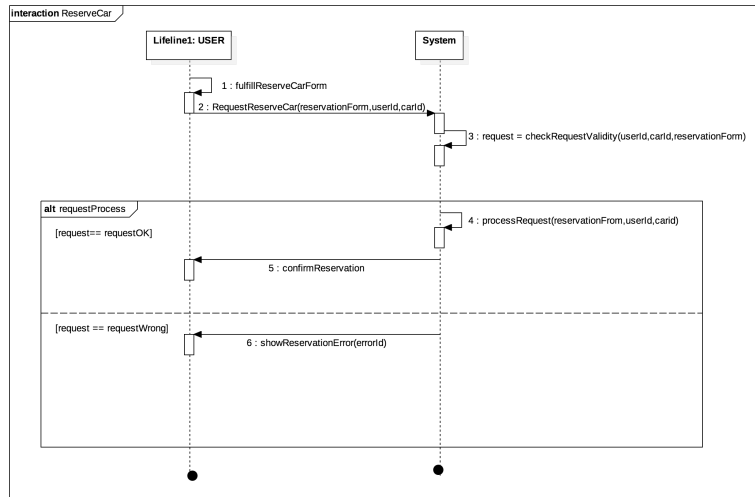 interaction ReserveCar
Lifeline1: USER
System
1 : fulfillReserveCarForm
2 : RequestReserveCar(reservationForm,userId,carId)
3 : request = checkRequestValidity(userId,carId,reservationForm)
alt requestProcess
4 : processRequest(reservationFrom,userId,carid)
[request== requestOK]
5 : confirmReservation
[request == requestWrong]
6 : showReservationError(errorId)